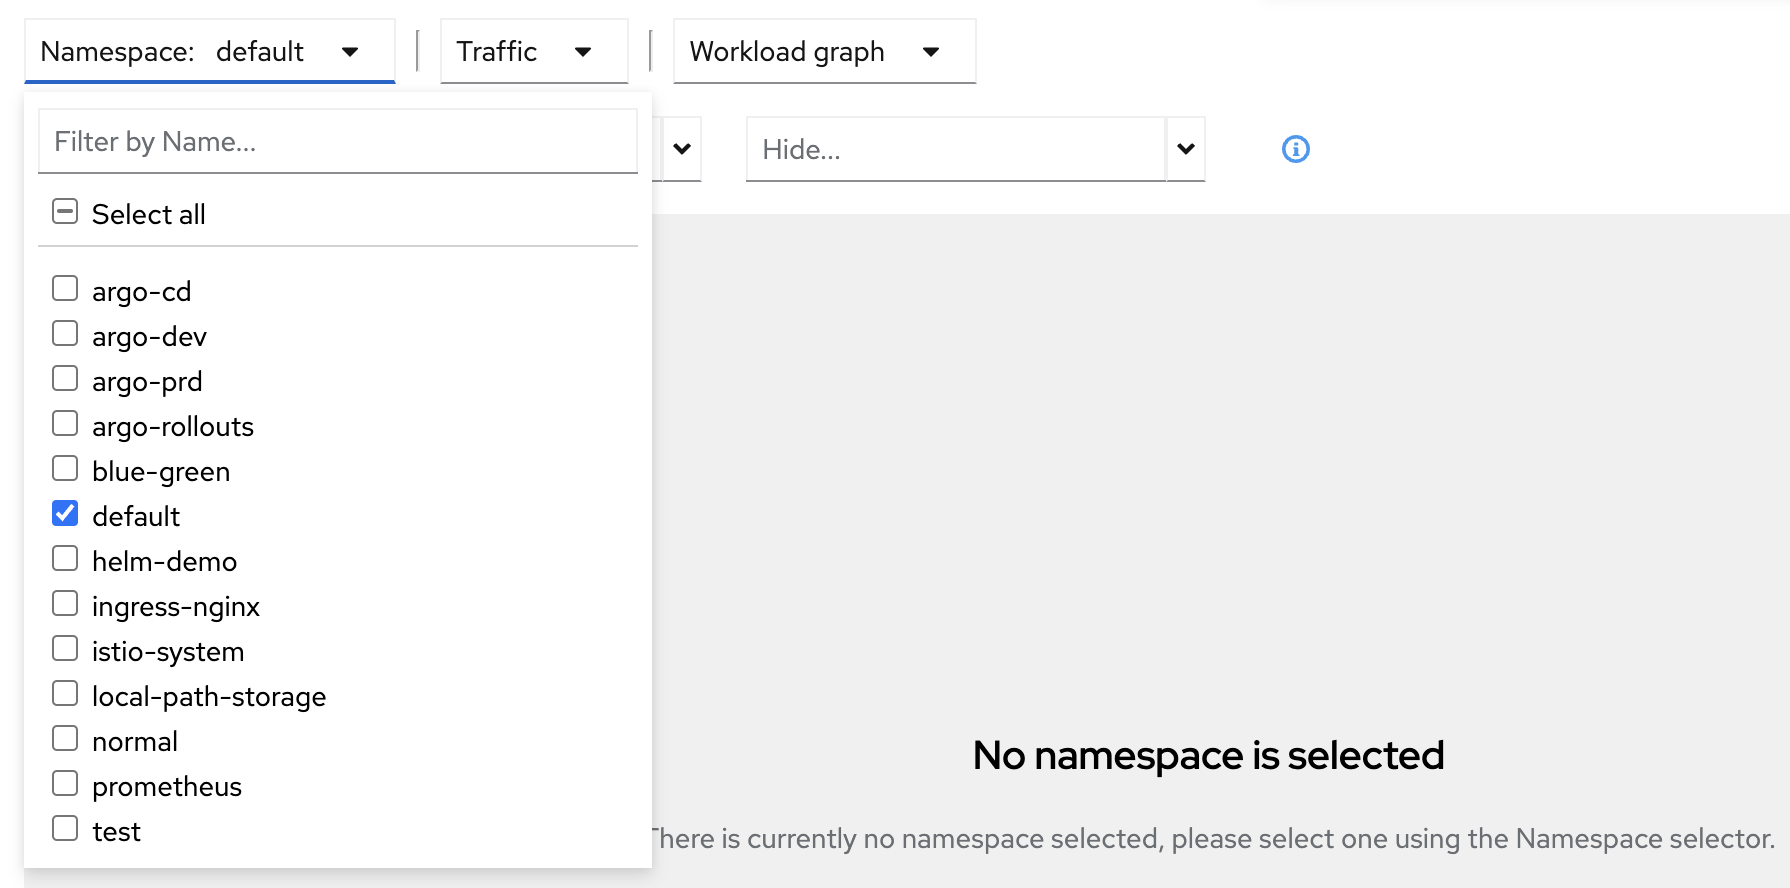 Namespace: default
Traffic
Workload graph
Filter by Name...
Hide...
Select all
argo-cd
argo-dev
argo-prd
argo-rollouts
blue-green
default
helm-demo
ingress-nginx
istio-system
local-path-storage
normal
prometheus
test
No namespace is selected
There is currently no namespace selected, please select one using the Namespace selector.